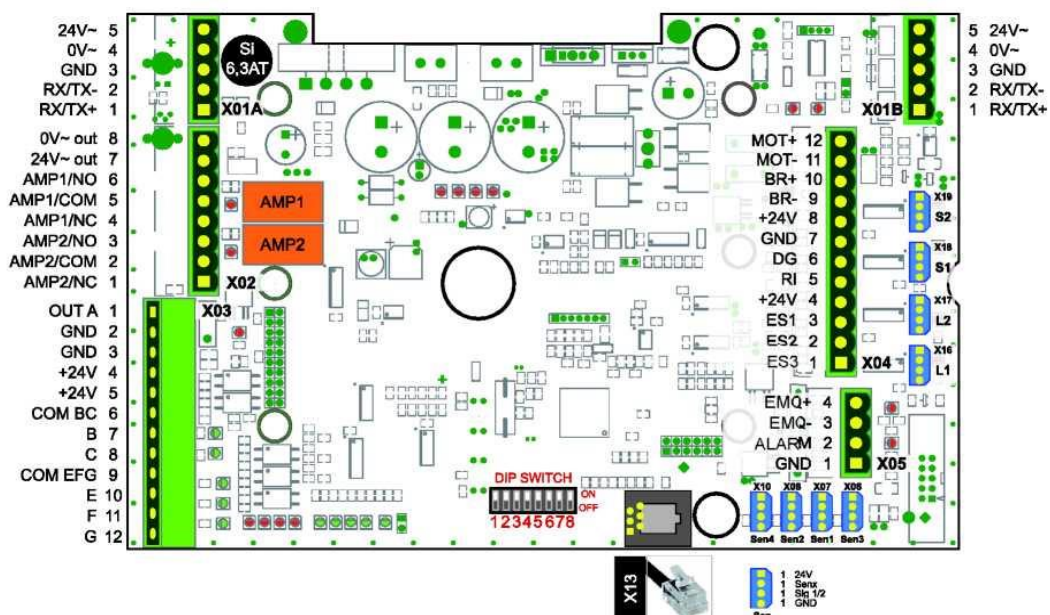 24V~ 5
0V~ 4
GND 3
RX/TX- 2
RX/TX+ 1
X01A
Si
6,3AT
0V~ out 8
24V~ out 7
AMP1/NO 6
AMP1/COM 5
AMP1/NC 4
AMP2/NO 3
AMP2/COM 2
AMP2/NC 1
X02
AMP1
AMP2
X03
OUT A 1
GND 2
GND 3
+24V 4
+24V 5
COM BC 6
B 7
C 8
COM EFG 9
E 10
F 11
G 12
5 24V~
4 0V~
3 GND
2 RX/TX-
1 RX/TX+
X01B
MOT+ 12
MOT- 11
BR+ 10
BR- 9
+24V 8
GND 7
DG 6
RI 5
+24V 4
ES1 3
ES2 2
ES3 1
X04
X19
S2
X18
S1
X17
L2
X16
L1
EMQ+ 4
EMQ- 3
ALARM 2
GND 1
X05
DIP SWITCH
ON
OFF
12345678
X10 X06 X07 X08
Sen4 Sen2 Sen1 Sen3
X13
1 24V
1 Senx
1 Sig 1/2
1 GND
Sen